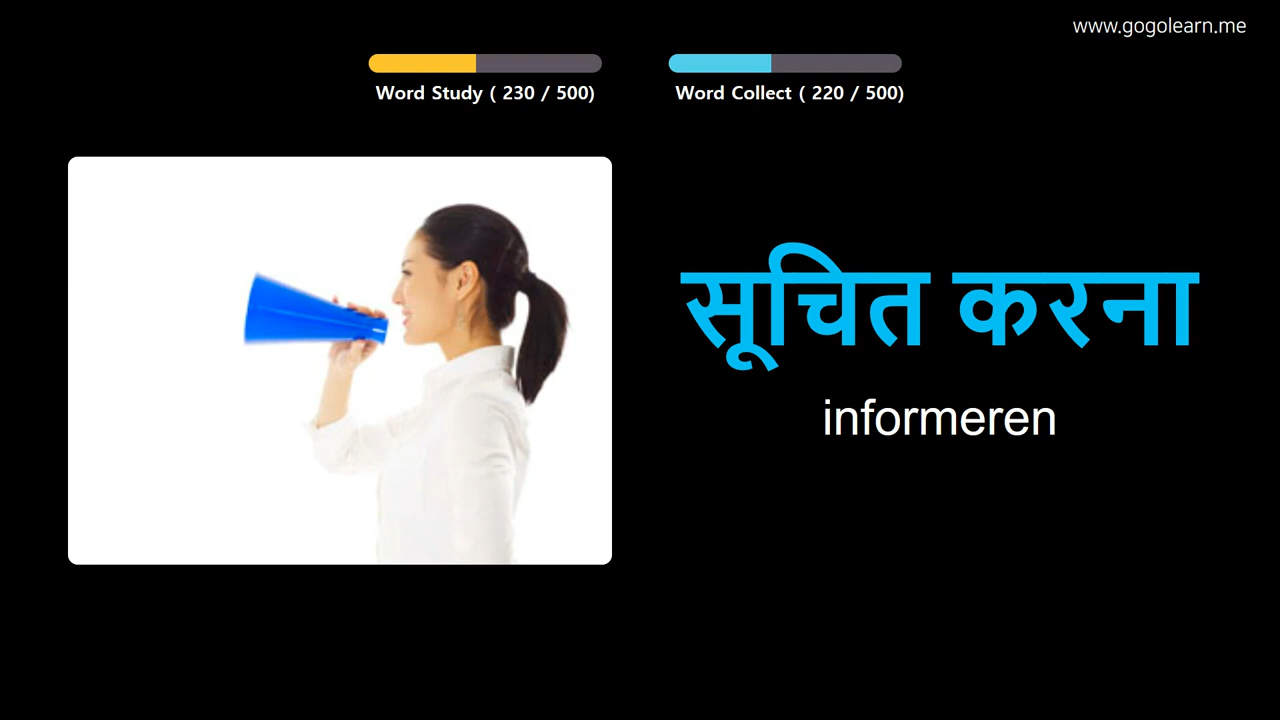 www.gogolearn.me
Word Study ( 230 / 500)
Word Collect ( 220 / 500)
सूचित करना
informeren